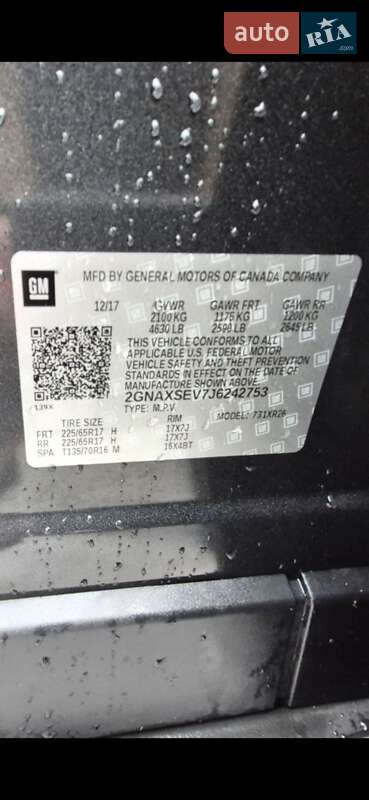 auto RIA
.com
GM
MFD BY GENERAL MOTORS OF CANADA COMPANY
12/17 GVWR GAWR FRT GAWR RR
2100 KG 1175 KG 1200 KG
4630 LB 2590 LB 2645 LB
THIS VEHICLE CONFORMS TO ALL
APPLICABLE U.S. FEDERAL MOTOR
VEHICLE SAFETY AND THEFT PREVENTION
STANDARDS IN EFFECT ON THE DATE OF
MANUFACTURE SHOWN ABOVE.
2GNAXSEV7J6242753
139X TYPE: M.P.V MODEL: 731XR26
TIRE SIZE RIM
FRT 225/65R17 H 17X7J
RR 225/65R17 H 17X7J
SPA T135/70R16 M 16X4BT